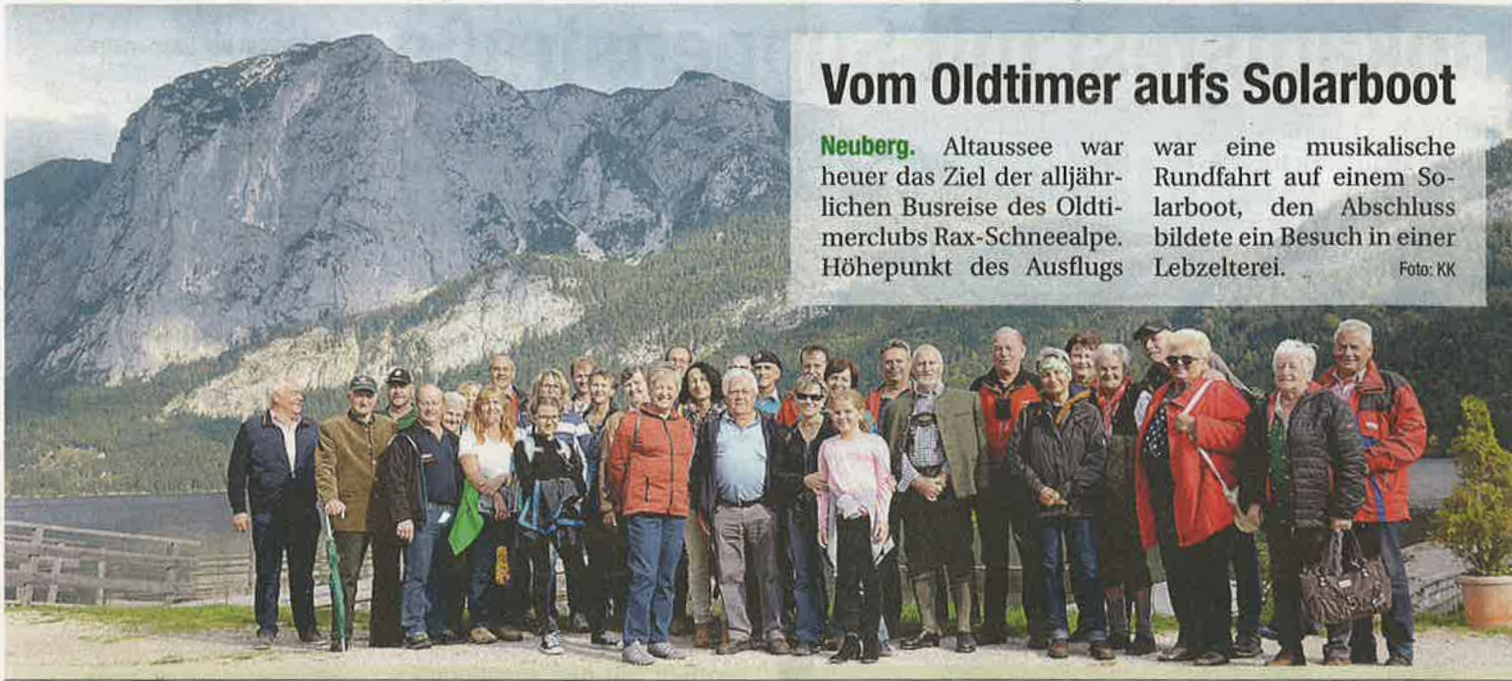 Vom Oldtimer aufs Solarboot
Neuberg. Altaussee war
heuer das Ziel der alljähr-
lichen Busreise des Oldti-
merclubs Rax-Schneealpe.
Höhepunkt des Ausflugs
war eine musikalische
Rundfahrt auf einem So-
larboot, den Abschluss
bildete ein Besuch in einer
Lebzelterei. Foto: KK